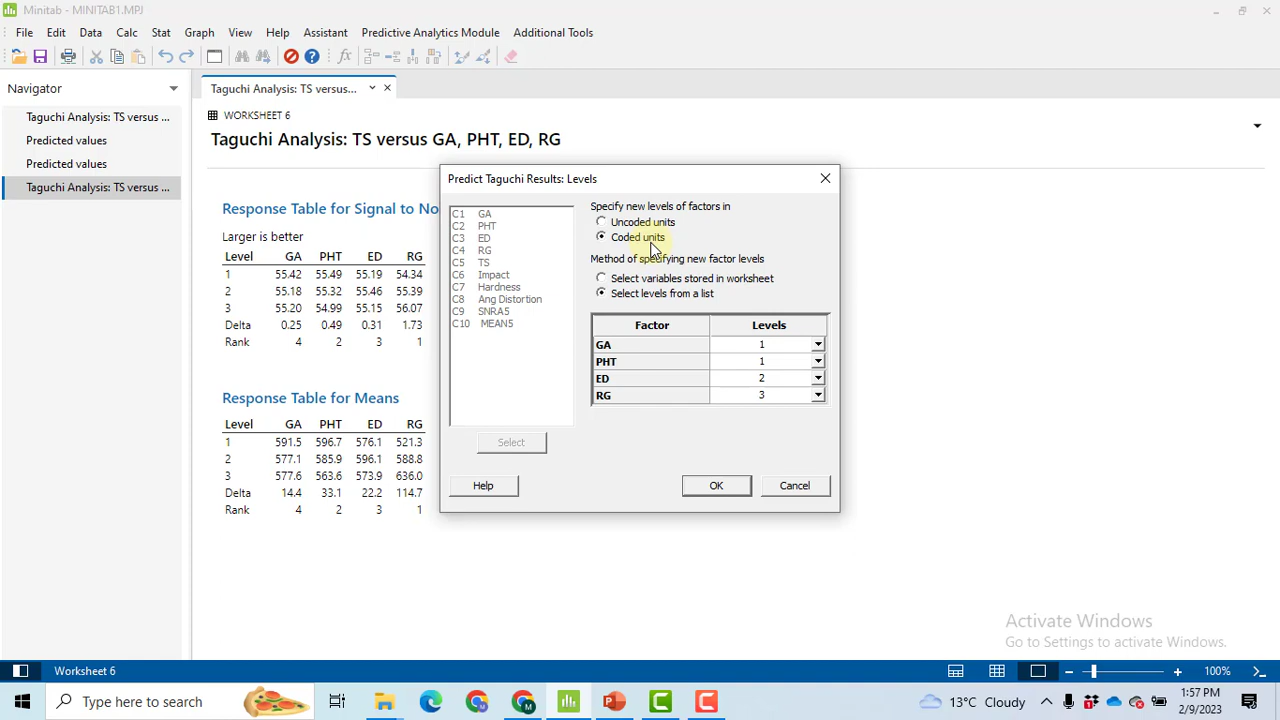 Minitab - MINITAB1.MPJ
File Edit Data Calc Stat Graph View Help Assistant Predictive Analytics Module Additional Tools
Navigator
Taguchi Analysis: TS versus...
Taguchi Analysis: TS versus ...
Predicted values
Predicted values
Taguchi Analysis: TS versus ...
WORKSHEET 6
Taguchi Analysis: TS versus GA, PHT, ED, RG
Response Table for Signal to No
Larger is better
Level GA PHT ED RG
1 55.42 55.49 55.19 54.34
2 55.18 55.32 55.46 55.39
3 55.20 54.99 55.15 56.07
Delta 0.25 0.49 0.31 1.73
Rank 4 2 3 1
Response Table for Means
Level GA PHT ED RG
1 591.5 596.7 576.1 521.3
2 577.1 585.9 596.1 588.8
3 577.6 563.6 573.9 636.0
Delta 14.4 33.1 22.2 114.7
Rank 4 2 3 1
Predict Taguchi Results: Levels
C1 GA
C2 PHT
C3 ED
C4 RG
C5 TS
C6 Impact
C7 Hardness
C8 Ang Distortion
C9 SNRA5
C10 MEAN5
Select
Help
Specify new levels of factors in
Uncoded units
Coded units
Method of specifying new factor levels
Select variables stored in worksheet
Select levels from a list
Factor Levels
GA 1
PHT 1
ED 2
RG 3
OK Cancel
Activate Windows
Go to Settings to activate Windows.
Worksheet 6
100%
Type here to search
13°C Cloudy
1:57 PM
2/9/2023